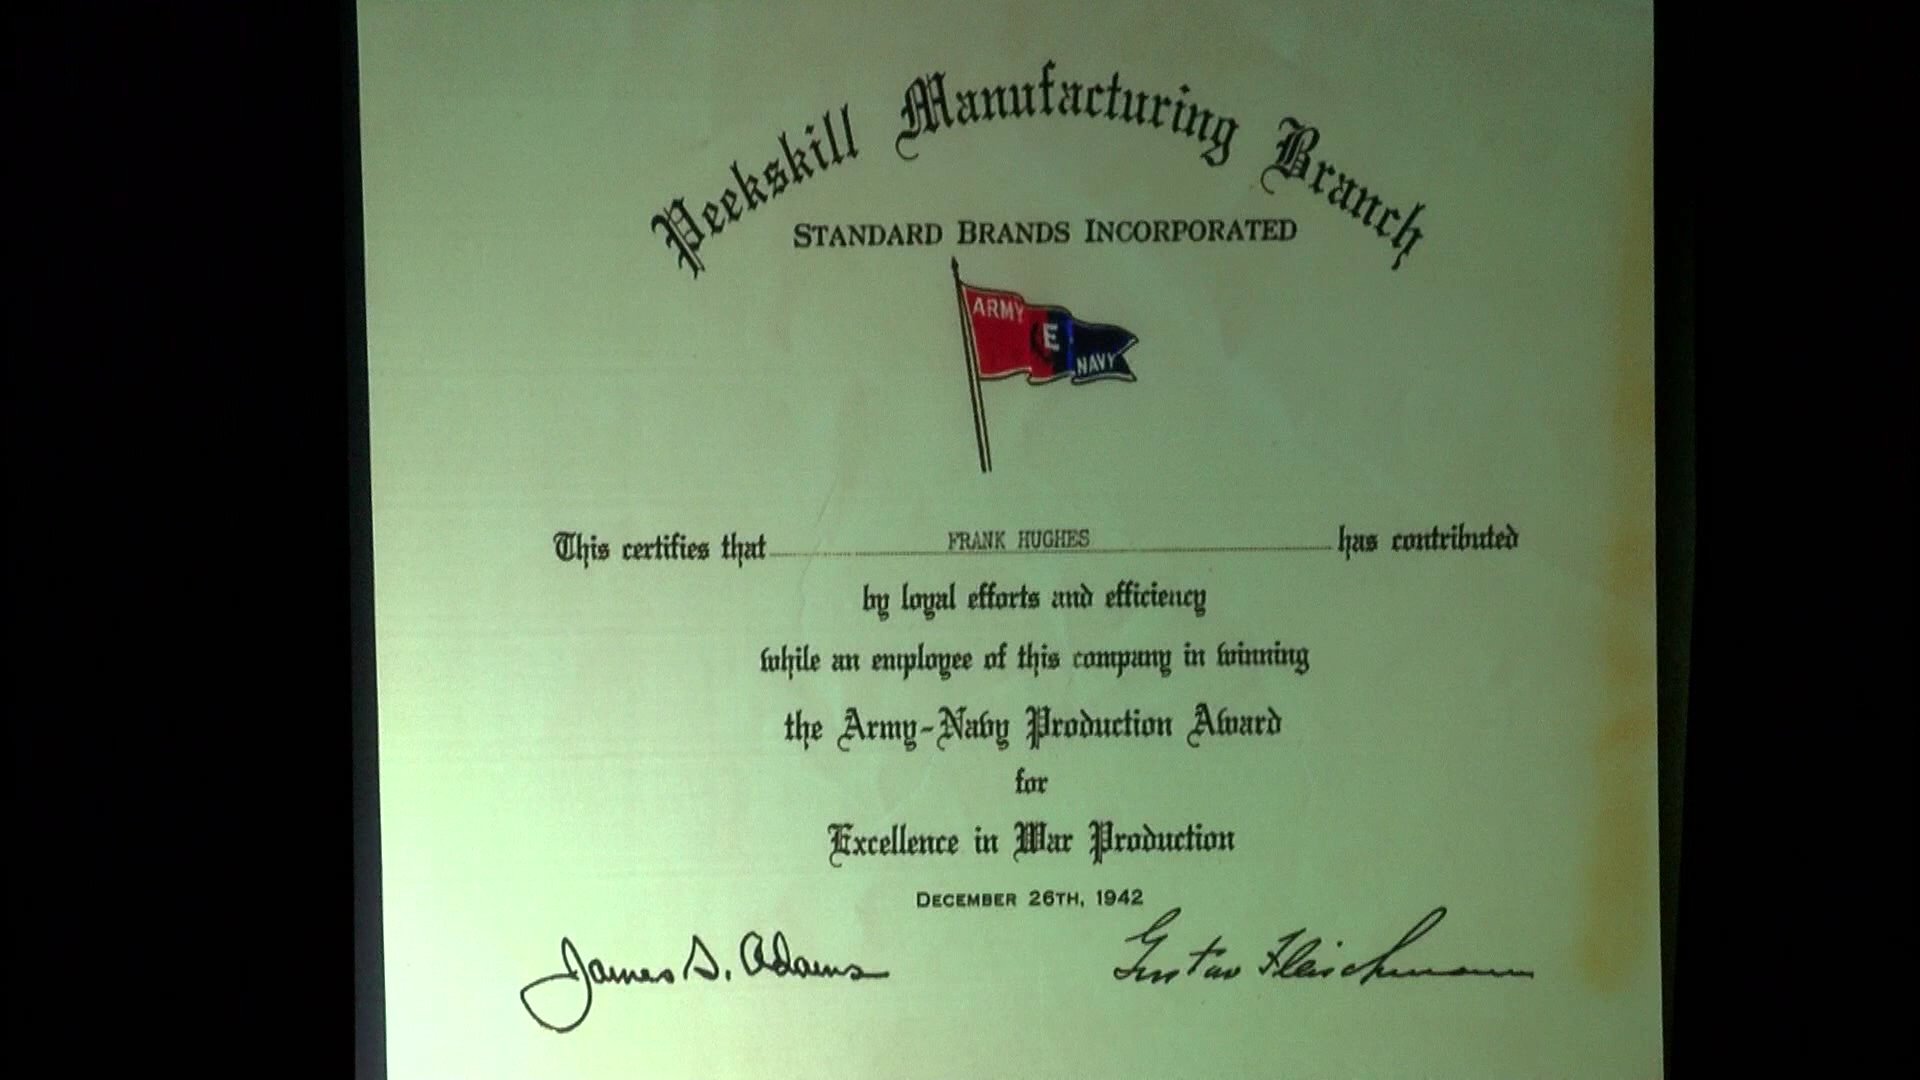 Peekskill Manufacturing Branch
STANDARD BRANDS INCORPORATED
ARMY
E
NAVY
This certifies that FRANK HUGHES has contributed
by loyal efforts and efficiency
while an employee of this company in winning
the Army-Navy Production Award
for
Excellence in War Production
DECEMBER 26TH, 1942
James S. Adams
Gustav Fleischmann